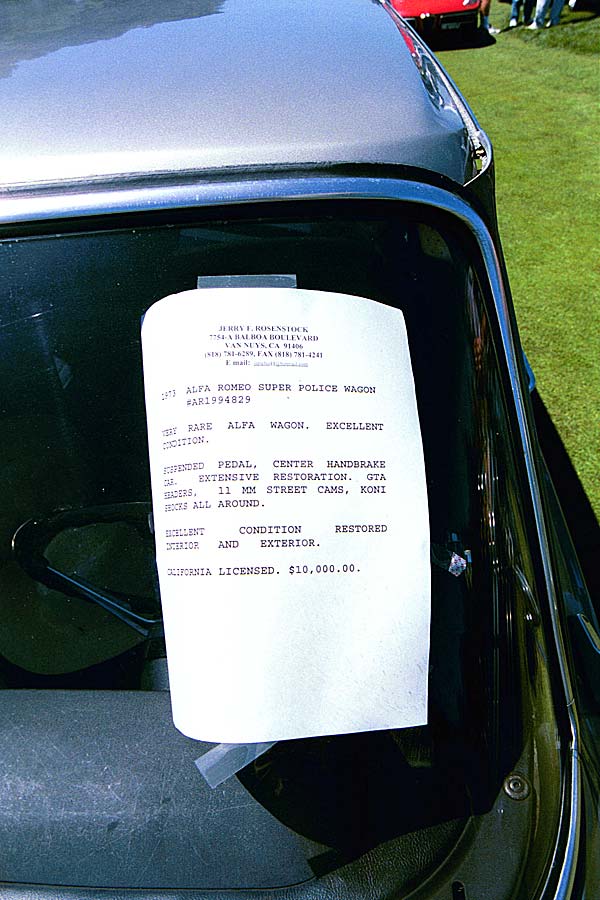 JERRY F. ROSENSTOCK
7754-A BALBOA BOULEVARD
VAN NUYS, CA 91406
(818) 781-6289, FAX (818) 781-4241
E mail:
1973 ALFA ROMEO SUPER POLICE WAGON
#AR1994829
VERY RARE ALFA WAGON. EXCELLENT
CONDITION.
SUSPENDED PEDAL, CENTER HANDBRAKE
CAR. EXTENSIVE RESTORATION. GTA
HEADERS, 11 MM STREET CAMS, KONI
SHOCKS ALL AROUND.
EXCELLENT CONDITION RESTORED
INTERIOR AND EXTERIOR.
CALIFORNIA LICENSED. $10,000.00.